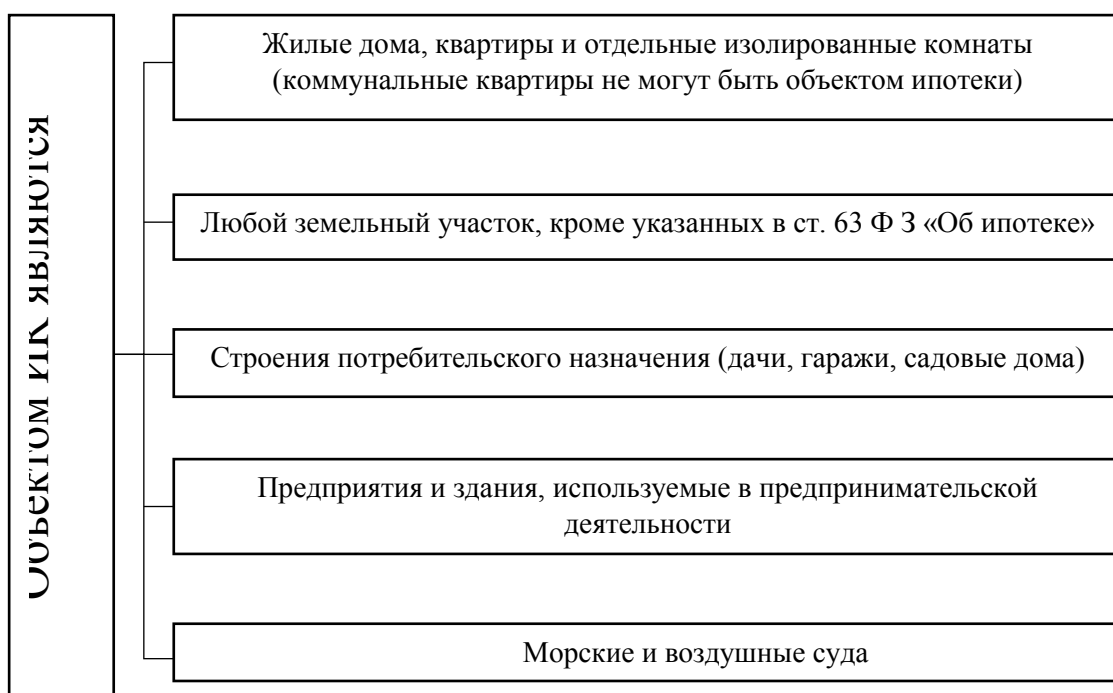 Объектом ИК являются
Жилые дома, квартиры и отдельные изолированные комнаты
(коммунальные квартиры не могут быть объектом ипотеки)
Любой земельный участок, кроме указанных в ст. 63 Ф З «Об ипотеке»
Строения потребительского назначения (дачи, гаражи, садовые дома)
Предприятия и здания, используемые в предпринимательской
деятельности
Морские и воздушные суда